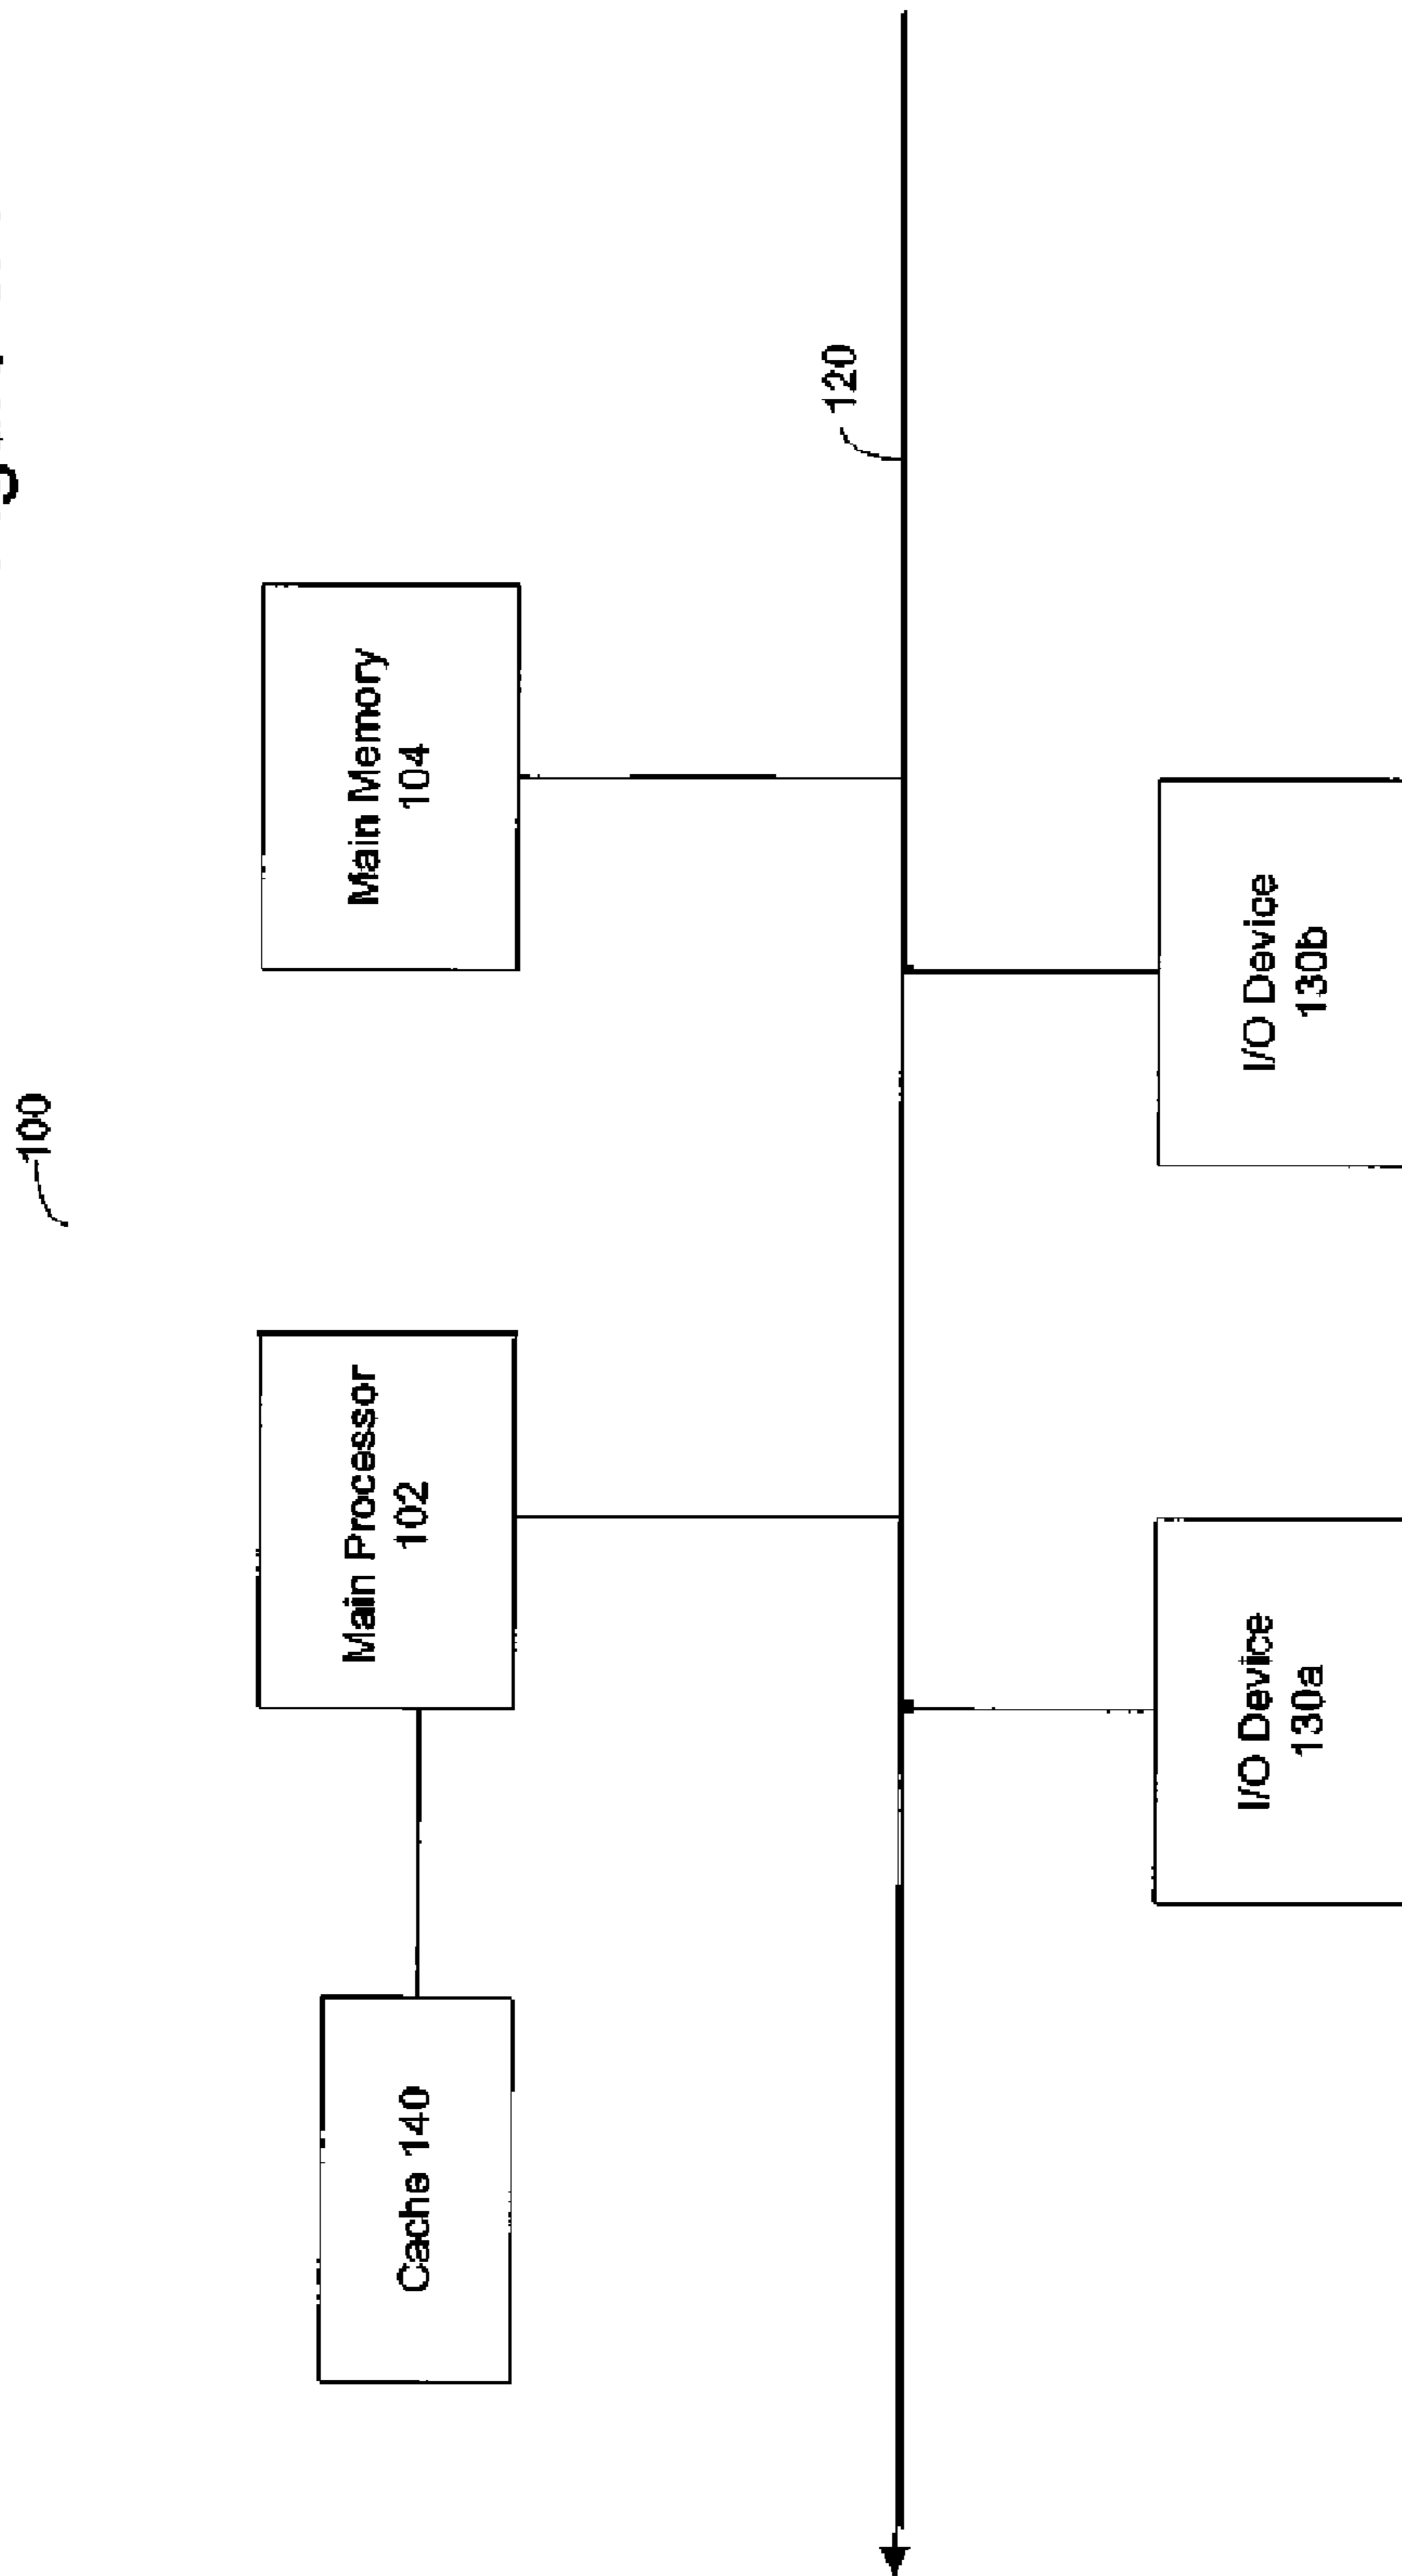 100
Cache 140
Main Processor
102
Main Memory
104
120
I/O Device
130a
I/O Device
130b